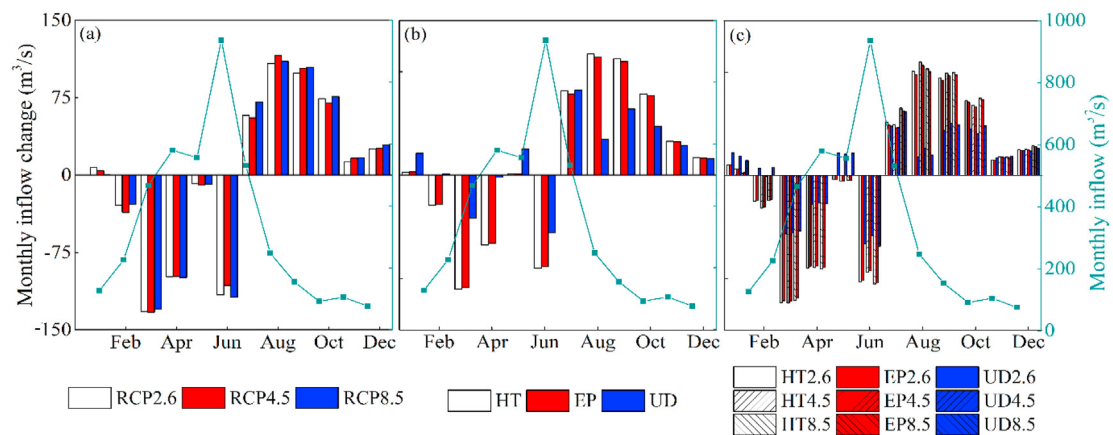 150
75
0
-75
-150
Monthly inflow change (m³/s)
(a)
(b)
(c)
1000
800
600
400
200
0
Monthly inflow (m³/s)
Feb Apr Jun Aug Oct Dec
Feb Apr Jun Aug Oct Dec
Feb Apr Jun Aug Oct Dec
RCP2.6 RCP4.5 RCP8.5
HT EP UD
HT2.6 EP2.6 UD2.6
HT4.5 EP4.5 UD4.5
HT8.5 EP8.5 UD8.5